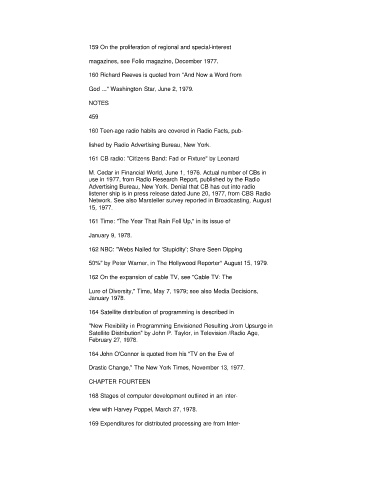 159 On the proliferation of regional and special-interest
magazines, see Folio magazine, December 1977.
160 Richard Reeves is quoted from "And Now a Word from
God ..." Washington Star, June 2, 1979.
NOTES
459
160 Teen-age radio habits are covered in Radio Facts, pub-
lished by Radio Advertising Bureau, New York.
161 CB radio: "Citizens Band: Fad or Fixture" by Leonard
M. Cedar in Financial World, June 1, 1976. Actual number of CBs in
use in 1977, from Radio Research Report, published by the Radio
Advertising Bureau, New York. Denial that CB has cut into radio
listener ship is in press release dated June 20, 1977, from CBS Radio
Network. See also Marsteller survey reported in Broadcasting, August
15, 1977.
161 Time: "The Year That Rain Fell Up," in its issue of
January 9, 1978.
162 NBC: "Webs Nailed for 'Stupidity'; Share Seen Dipping
50%" by Peter Warner, in The Hollywood Reporter" August 15, 1979.
162 On the expansion of cable TV, see "Cable TV: The
Lure of Diversity," Time, May 7, 1979; see also Media Decisions,
January 1978.
164 Satellite distribution of programming is described in
"New Flexibility in Programming Envisioned Resulting Jrom Upsurge in
Satellite Distribution" by John P. Taylor, in Television /Radio Age,
February 27, 1978.
164 John O'Connor is quoted from his "TV on the Eve of
Drastic Change," The New York Times, November 13, 1977.
CHAPTER FOURTEEN
168 Stages of computer development outlined in an inter-
view with Harvey Poppel, March 27, 1978.
169 Expenditures for distributed processing are from Inter-